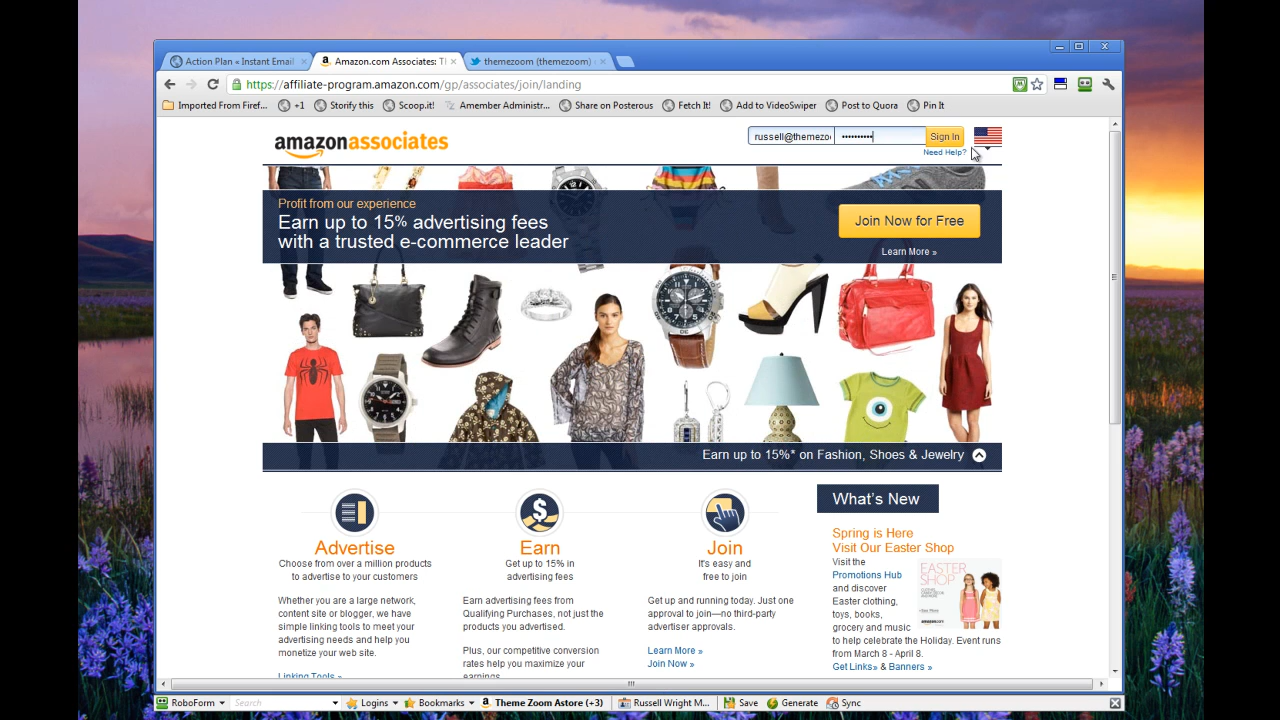 Action Plan « Instant Email
Amazon.com Associates: Th
themezoom (themezoom)
https://affiliate-program.amazon.com/gp/associates/join/landing
Imported From Firef... +1 Storify this Scoop.it! Amember Administr... Share on Posterous Fetch It! Add to VideoSwiper Post to Quora Pin It
amazonassociates
russell@themezo
Sign In
Need Help?
Profit from our experience
Earn up to 15% advertising fees
with a trusted e-commerce leader
Join Now for Free
Learn More »
Earn up to 15%* on Fashion, Shoes & Jewelry
Advertise
Choose from over a million products
to advertise to your customers
Whether you are a large network,
content site or blogger, we have
simple linking tools to meet your
advertising needs and help you
monetize your web site.
Linking Tools »
Earn
Get up to 15% in
advertising fees
Earn advertising fees from
Qualifying Purchases, not just the
products you advertised.
Plus, our competitive conversion
rates help you maximize your
earnings.
Join
It's easy and
free to join
Get up and running today. Just one
approval to join—no third-party
advertiser approvals.
Learn More »
Join Now »
What's New
Spring is Here
Visit Our Easter Shop
Visit the
Promotions Hub
and discover
Easter clothing,
toys, books,
grocery and music
to help celebrate the Holiday. Event runs
from March 8 - April 8.
Get Links» & Banners »
EASTER
SHOP
RoboForm Search Logins Bookmarks Theme Zoom Astore (+3) Russell Wright M... Save Generate Sync